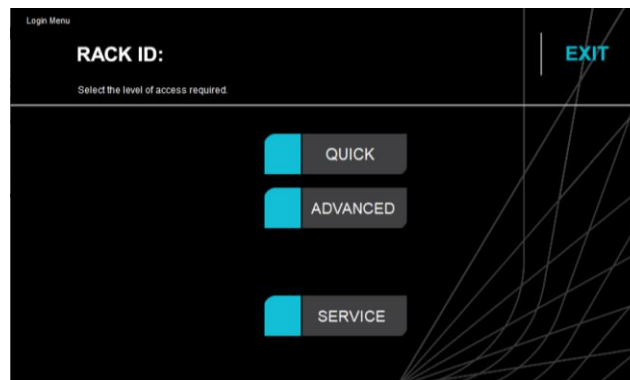 Login Menu
RACK ID:
EXIT
Select the level of access required.
QUICK
ADVANCED
SERVICE